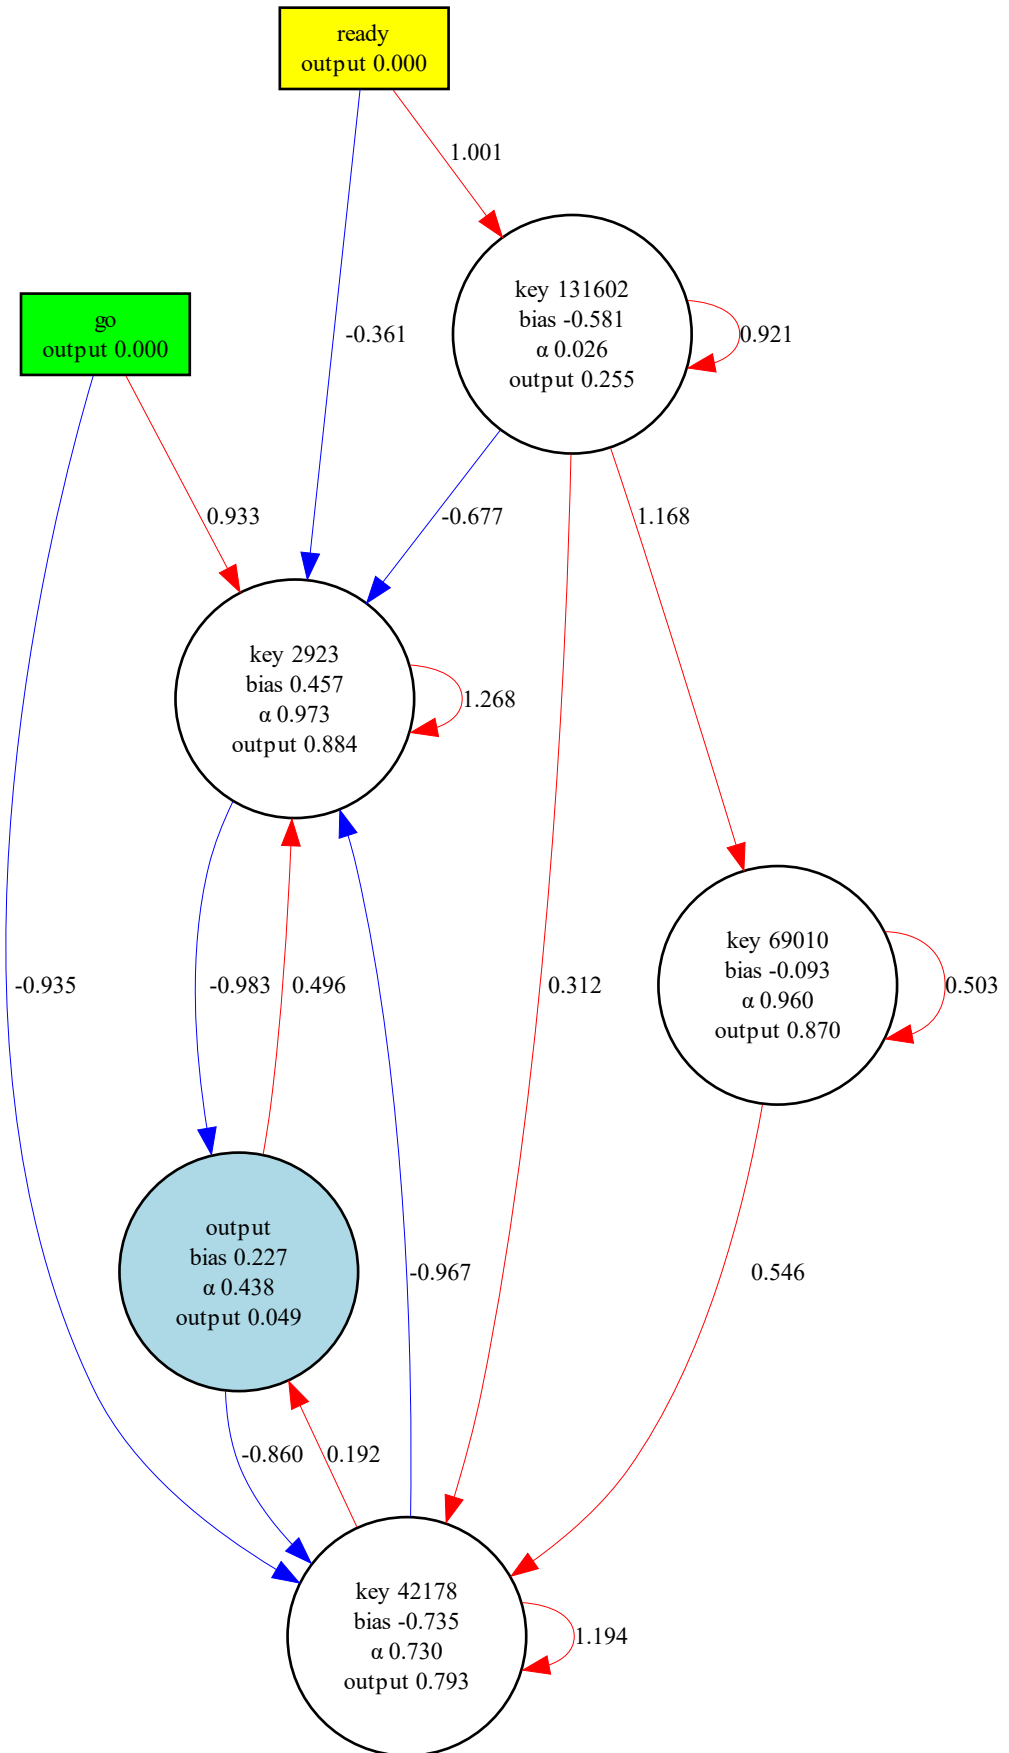 ready
output 0.000
1.001
key 131602
bias -0.581
α 0.026
output 0.255
0.921
go
output 0.000
-0.361
0.933
-0.677
1.168
key 2923
bias 0.457
α 0.973
output 0.884
1.268
key 69010
bias -0.093
α 0.960
output 0.870
0.503
-0.935
-0.983
0.496
0.312
output
bias 0.227
α 0.438
output 0.049
-0.967
0.546
-0.860
0.192
key 42178
bias -0.735
α 0.730
output 0.793
1.194